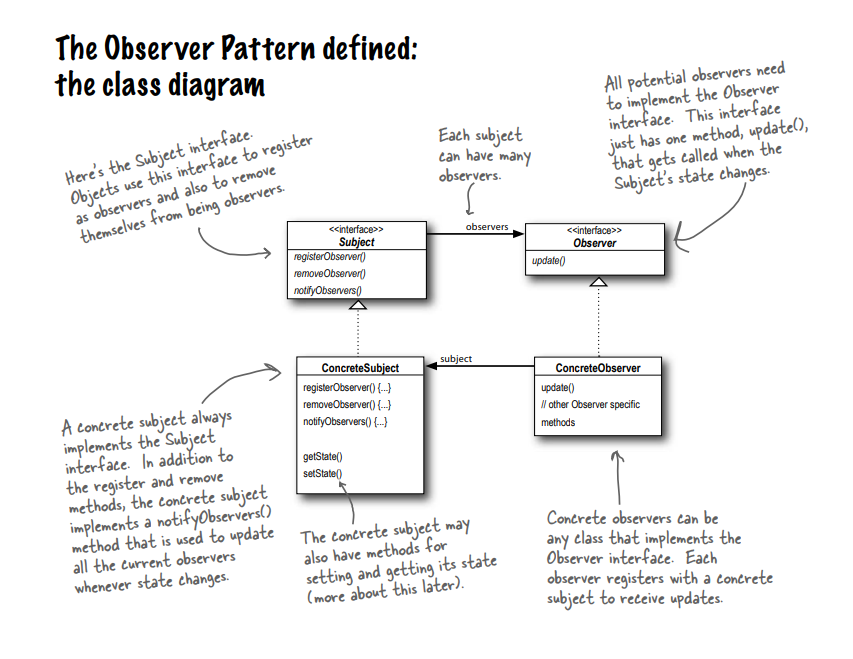 The Observer Pattern defined:
the class diagram
All potential observers need
to implement the Observer
interface. This interface
just has one method, update(),
that gets called when the
Subject's state changes.
Here's the Subject interface.
Objects use this interface to register
as observers and also to remove
themselves from being observers.
Each subject
can have many
observers.
<<interface>>
Subject
registerObserver()
removeObserver()
notifyObservers()
observers
<<interface>>
Observer
update()
ConcreteSubject
registerObserver() {...}
removeObserver() {...}
notifyObservers() {...}
getState()
setState()
subject
ConcreteObserver
update()
// other Observer specific
methods
A concrete subject always
implements the Subject
interface. In addition to
the register and remove
methods, the concrete subject
implements a notifyObservers()
method that is used to update
all the current observers
whenever state changes.
The concrete subject may
also have methods for
setting and getting its state
(more about this later).
Concrete observers can be
any class that implements the
Observer interface. Each
observer registers with a concrete
subject to receive updates.